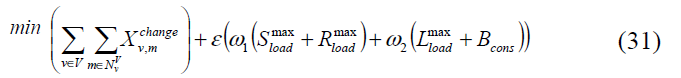 min ( ∑_{v∈V} ∑_{m∈N_v^V} X_{v,m}^{change} ) + ε(ω_1(S_{load}^{max} + R_{load}^{max}) + ω_2(L_{load}^{max} + B_{cons})) (31)